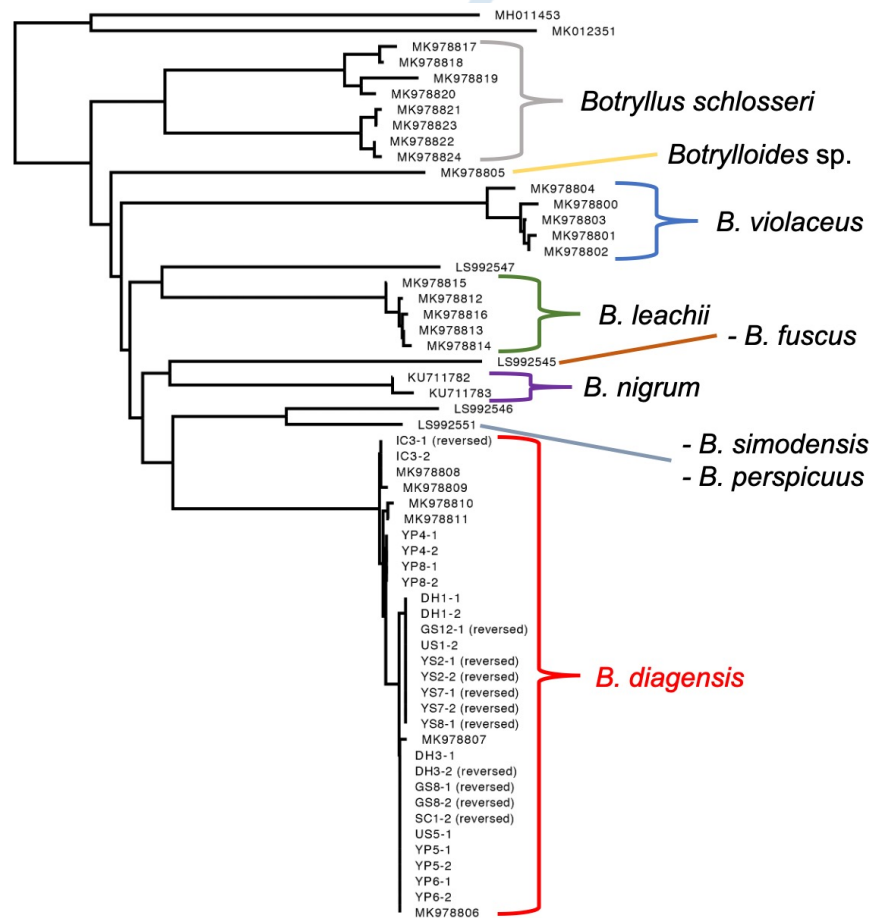 MH011453
MK012351
MK978817
MK978818
MK978819
MK978820
MK978821
MK978823
MK978822
MK978824
Botryllus schlosseri
MK978805
Botrylloides sp.
MK978804
MK978800
MK978803
MK978801
MK978802
B. violaceus
LS992547
MK978815
MK978812
MK978816
MK978813
MK978814
B. leachii
LS992545
- B. fuscus
KU711782
KU711783
B. nigrum
LS992546
LS992551
- B. simodensis
- B. perspicuus
IC3-1 (reversed)
IC3-2
MK978808
MK978809
MK978810
MK978811
YP4-1
YP4-2
YP8-1
YP8-2
DH1-1
DH1-2
GS12-1 (reversed)
US1-2
YS2-1 (reversed)
YS2-2 (reversed)
YS7-1 (reversed)
YS7-2 (reversed)
YS8-1 (reversed)
MK978807
DH3-1
DH3-2 (reversed)
GS8-1 (reversed)
GS8-2 (reversed)
SC1-2 (reversed)
US5-1
YP5-1
YP5-2
YP6-1
YP6-2
MK978806
B. diagensis